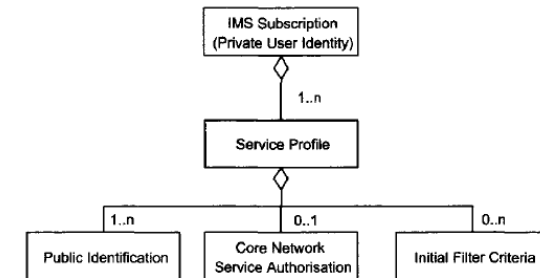 IMS Subscription
(Private User Identity)
1..n
Service Profile
1..n
0..1
0..n
Public Identification
Core Network
Service Authorisation
Initial Filter Criteria